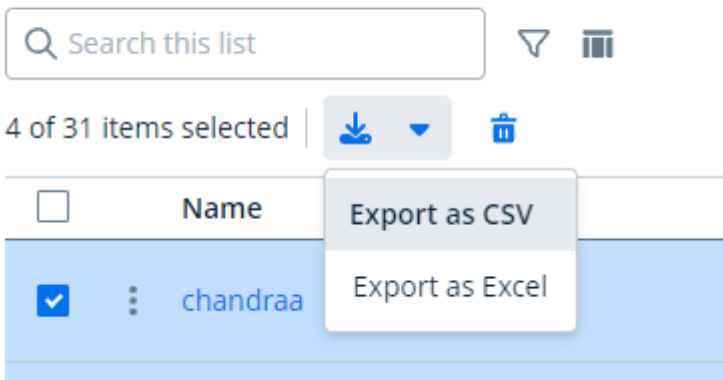 Search this list
4 of 31 items selected
Name
Export as CSV
Export as Excel
chandraa